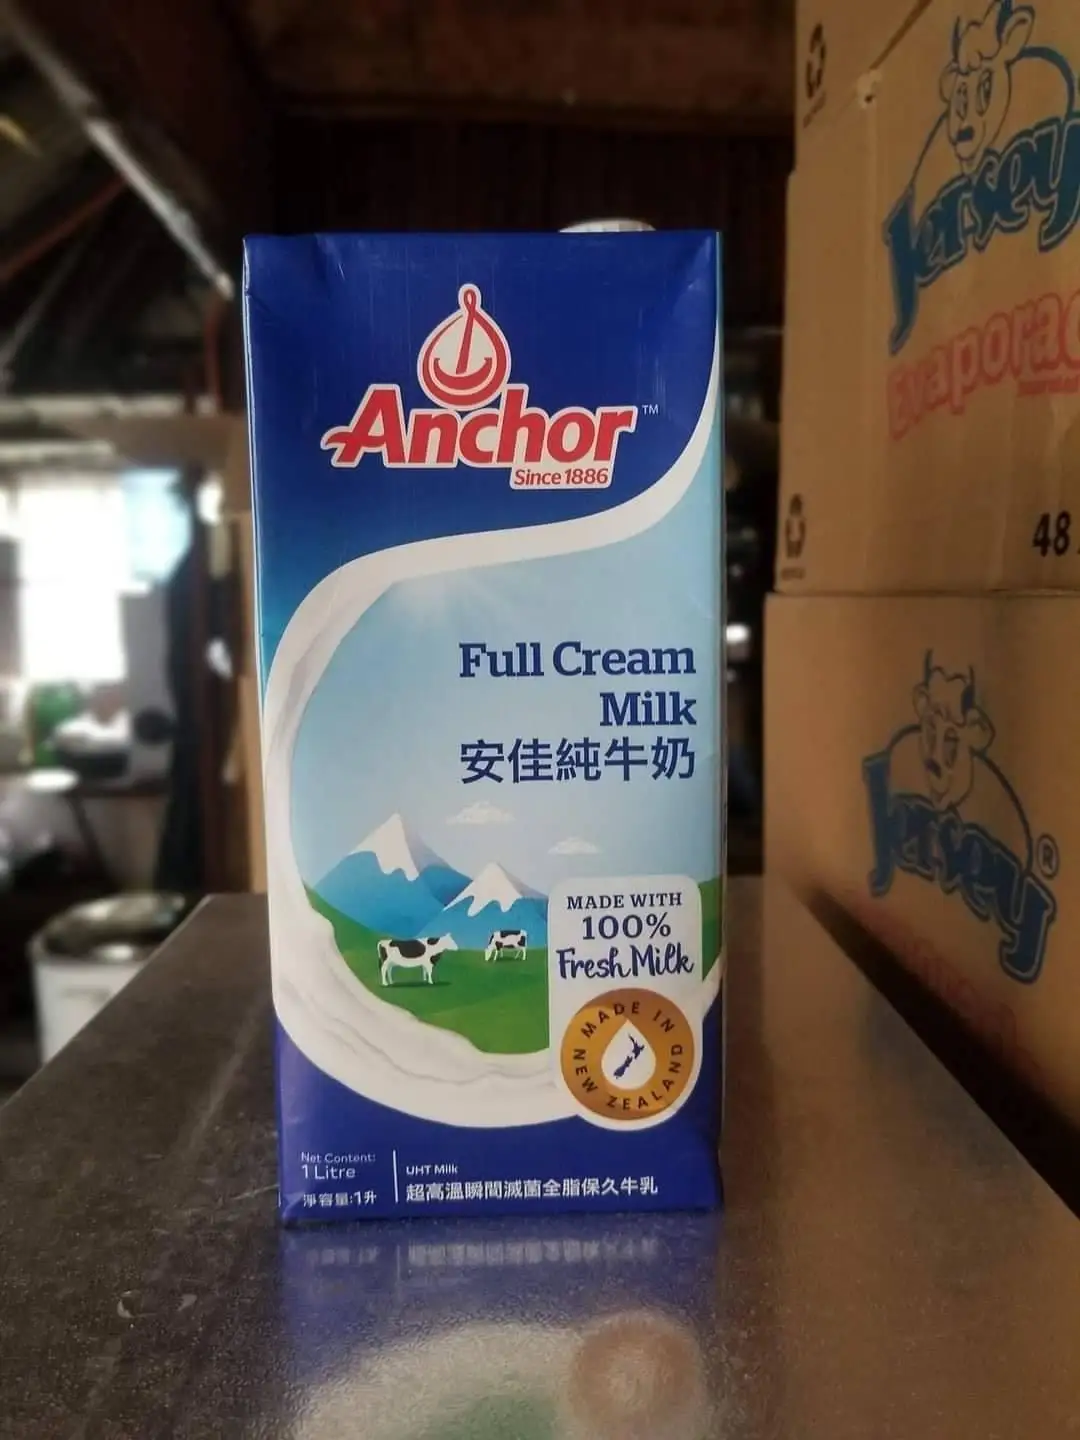 Anchor™
Since 1886
Full Cream
Milk
安佳純牛奶
MADE WITH
100%
Fresh Milk
MADE IN
NEW ZEALAND
Net Content:
1 Litre
淨容量:1升
UHT Milk
超高溫瞬間滅菌全脂保久牛乳
Jersey
Evapora
48
Jersey®